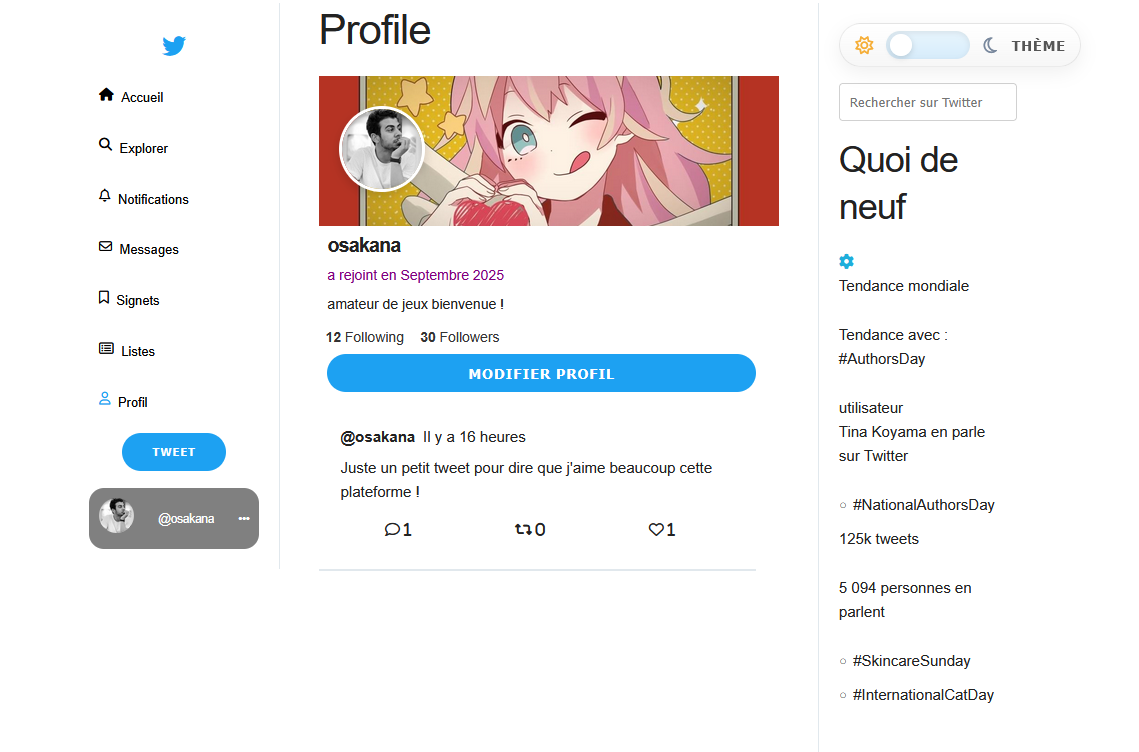 Accueil
Explorer
Notifications
Messages
Signets
Listes
Profil
TWEET
@osakana
Profile
osakana
a rejoint en Septembre 2025
amateur de jeux bienvenue !
12 Following 30 Followers
MODIFIER PROFIL
@osakana Il y a 16 heures
Juste un petit tweet pour dire que j'aime beaucoup cette
plateforme !
1 0 1
THÈME
Rechercher sur Twitter
Quoi de
neuf
Tendance mondiale
Tendance avec :
#AuthorsDay
utilisateur
Tina Koyama en parle
sur Twitter
#NationalAuthorsDay
125k tweets
5 094 personnes en
parlent
#SkincareSunday
#InternationalCatDay